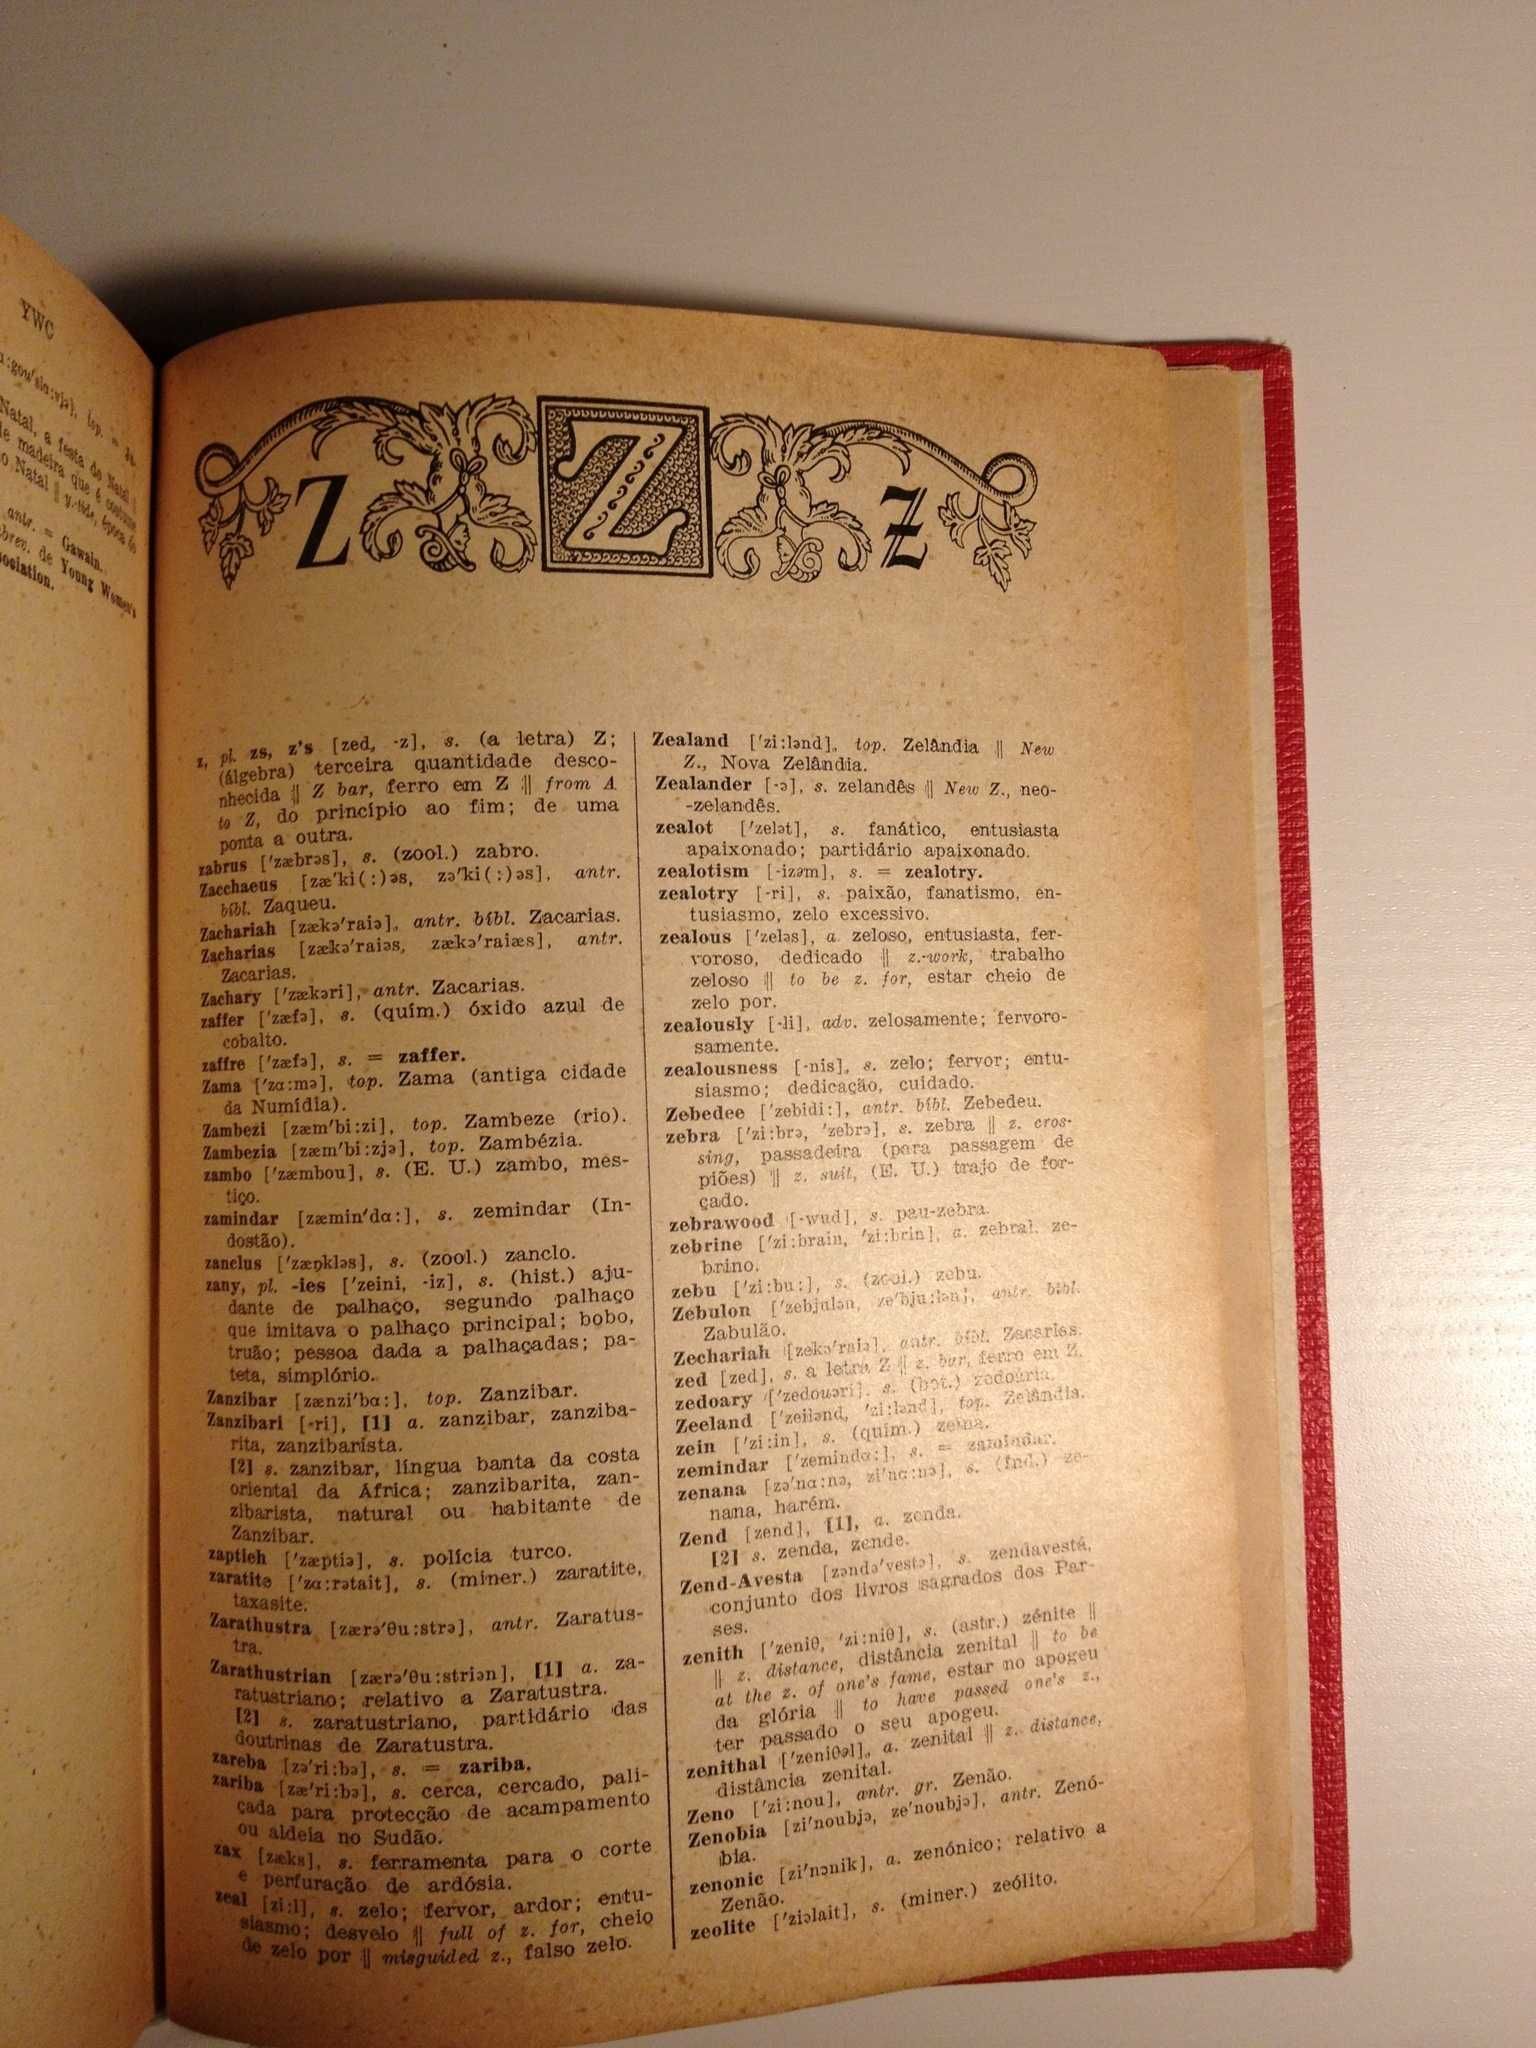 YWC
top. =
Natal, a festa do Natal ‖
de madeira que é costume
o Natal ‖ y.-tide, época do
antr. = Gawain.
abrev. de Young Women's
Z Z Z
z, pl. zs, z's [zed, -z], s. (a letra) Z;
(álgebra) terceira quantidade desco-
nhecida ‖ Z bar, ferro em Z ‖ from A
to Z, do princípio ao fim; de uma
ponta a outra.
zabrus ['zæbrəs], s. (zool.) zabro.
Zacchaeus [zæ'ki(:)əs, zə'ki(:)əs], antr.
bíbl. Zaqueu.
Zachariah [zækə'raiə], antr. bíbl. Zacarias.
Zacharias [zækə'raiəs, zækə'raiæs], antr.
Zacarias.
Zachary ['zækəri], antr. Zacarias.
zaffer ['zæfə], s. (quím.) óxido azul de
cobalto.
zaffre ['zæfə], s. = zaffer.
Zama ['zɑ:mə], top. Zama (antiga cidade
da Numídia).
Zambezi [zæm'bi:zi], top. Zambeze (rio).
Zambezia [zæm'bi:zjə], top. Zambézia.
zambo ['zæmbou], s. (E. U.) zambo, mes-
tiço.
zamindar [zæmin'dɑ:], s. zemindar (In-
dostão).
zanclus ['zæŋkləs], s. (zool.) zanclo.
zany, pl. -ies ['zeini, -iz], s. (hist.) aju-
dante de palhaço, segundo palhaço
que imitava o palhaço principal; bobo,
truão; pessoa dada a palhaçadas; pa-
teta, simplório.
Zanzibar [zænzi'bɑ:], top. Zanzibar.
Zanzibari [-ri], [1] a. zanzibar, zanziba-
rita, zanzibarista.
[2] s. zanzibar, língua banta da costa
oriental da África; zanzibarita, zan-
zibarista, natural ou habitante de
Zanzibar.
zaptieh ['zæptiə], s. polícia turco.
zaratite ['zɑ:rətait], s. (miner.) zaratite,
taxasite.
Zarathustra [zærə'θu:strə], antr. Zaratus-
tra.
Zarathustrian [zærə'θu:striən], [1] a. za-
ratustriano; relativo a Zaratustra.
[2] s. zaratustriano, partidário das
doutrinas de Zaratustra.
zareba [zə'ri:bə], s. = zariba.
zariba [zæ'ri:bə], s. cerca, cercado, pali-
çada para protecção de acampamento
ou aldeia no Sudão.
zax [zæks], s. ferramenta para o corte
e perfuração de ardósia.
zeal [zi:l], s. zelo; fervor, ardor; entu-
siasmo; desvelo ‖ full of z. for, cheio
de zelo por ‖ misguided z., falso zelo.
Zealand ['zi:lənd], top. Zelândia ‖ New
Z., Nova Zelândia.
Zealander [-ə], s. zelandês ‖ New Z., neo-
-zelandês.
zealot ['zelət], s. fanático, entusiasta
apaixonado; partidário apaixonado.
zealotism [-izəm], s. = zealotry.
zealotry [-ri], s. paixão, fanatismo, en-
tusiasmo, zelo excessivo.
zealous ['zeləs], a. zeloso, entusiasta, fer-
voroso, dedicado ‖ z.-work, trabalho
zeloso ‖ to be z. for, estar cheio de
zelo por.
zealously [-li], adv. zelosamente; fervoro-
samente.
zealousness [-nis], s. zelo; fervor; entu-
siasmo; dedicação, cuidado.
Zebedee ['zebidi:], antr. bíbl. Zebedeu.
zebra ['zi:brə, 'zebrə], s. zebra ‖ z. cros-
sing, passadeira (para passagem de
piões) ‖ z. suit, (E. U.) trajo de for-
çado.
zebrawood [-wud], s. pau-zebra.
zebrine ['zi:brain, 'zi:brin], a. zebral, ze-
brino.
zebu ['zi:bu:], s. (zool.) zebu.
Zebulon ['zebjulən, ze'bju:lən], antr. bíbl.
Zabulão.
Zechariah [zekə'raiə], antr. bíbl. Zacarias.
zed [zed], s. a letra Z ‖ z. bar, ferro em Z.
zedoary ['zedouəri], s. (bot.) zedoária.
Zeeland ['zeilənd, 'zi:lənd], top. Zelândia.
zein ['zi:in], s. (quím.) zeína.
zemindar ['zemindɑ:], s. = zamindar.
zenana [zə'nɑ:nə, zi'nɑ:nə], s. (Ind.) ze-
nana, harém.
Zend [zend], [1], a. zenda.
[2] s. zenda, zende.
Zend-Avesta [zəndə'vestə], s. zendavestá,
conjunto dos livros sagrados dos Par-
ses.
zenith ['zeniθ, 'zi:niθ], s. (astr.) zénite ‖
‖ z. distance, distância zenital ‖ to be
at the z. of one's fame, estar no apogeu
da glória ‖ to have passed one's z.,
ter passado o seu apogeu.
zenithal ['zeniθəl], a. zenital ‖ z. distance,
distância zenital.
Zeno ['zi:nou], antr. gr. Zenão.
Zenobia [zi'noubjə, ze'noubjə], antr. Zenó-
bia.
zenonic [zi'nɔnik], a. zenónico; relativo a
Zenão.
zeolite ['ziəlait], s. (miner.) zeólito.